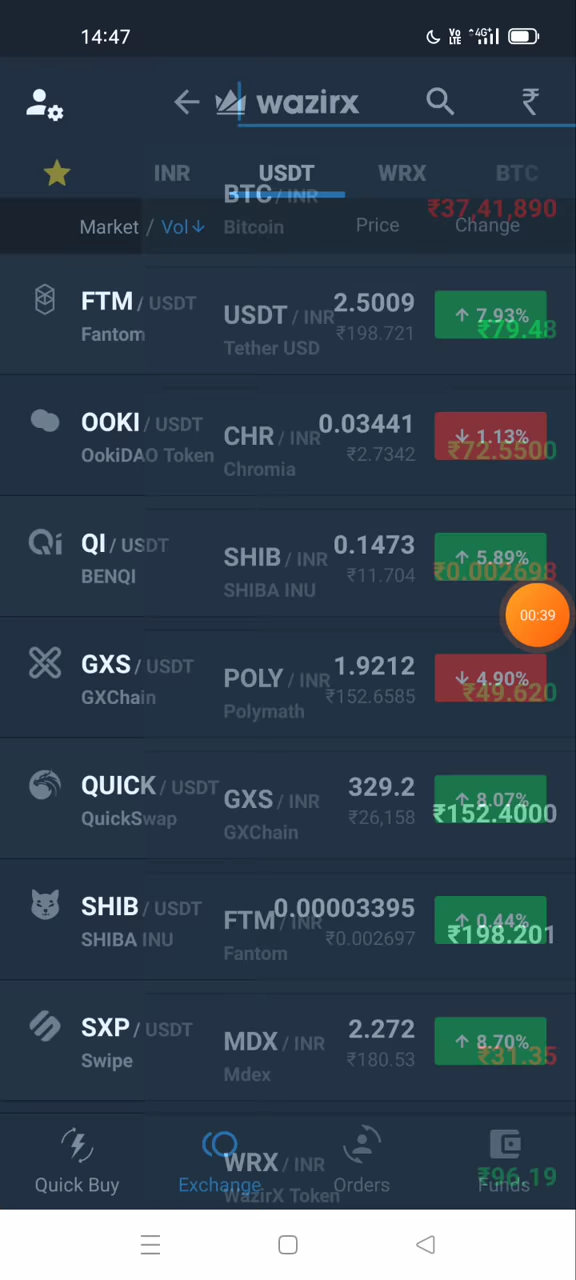 14:47
Vo LTE 4G+
wazirx ₹
INR USDT WRX BTC
BTC / INR ₹37,41,890
Market / Vol↓ Bitcoin Price Change
FTM / USDT 2.5009 ↑ 7.93%
USDT / INR ₹79.48
Fantom ₹198.721
Tether USD
OOKI / USDT 0.03441 ↓ 1.13%
CHR / INR ₹72.5500
OokiDAO Token ₹2.7342
Chromia
QI / USDT 0.1473 ↑ 5.89%
SHIB / INR ₹0.002698
BENQI ₹11.704
SHIBA INU
00:39
GXS / USDT 1.9212 ↓ 4.90%
POLY / INR ₹49.620
GXChain ₹152.6585
Polymath
QUICK / USDT 329.2 ↑ 8.07%
GXS / INR ₹152.4000
QuickSwap ₹26,158
GXChain
SHIB / USDT 0.00003395 ↑ 0.44%
FTM / INR ₹198.201
SHIBA INU ₹0.002697
Fantom
SXP / USDT 2.272 ↑ 8.70%
MDX / INR ₹31.35
Swipe ₹180.53
Mdex
WRX / INR ₹96.19
Quick Buy Exchange Orders Funds
WazirX Token